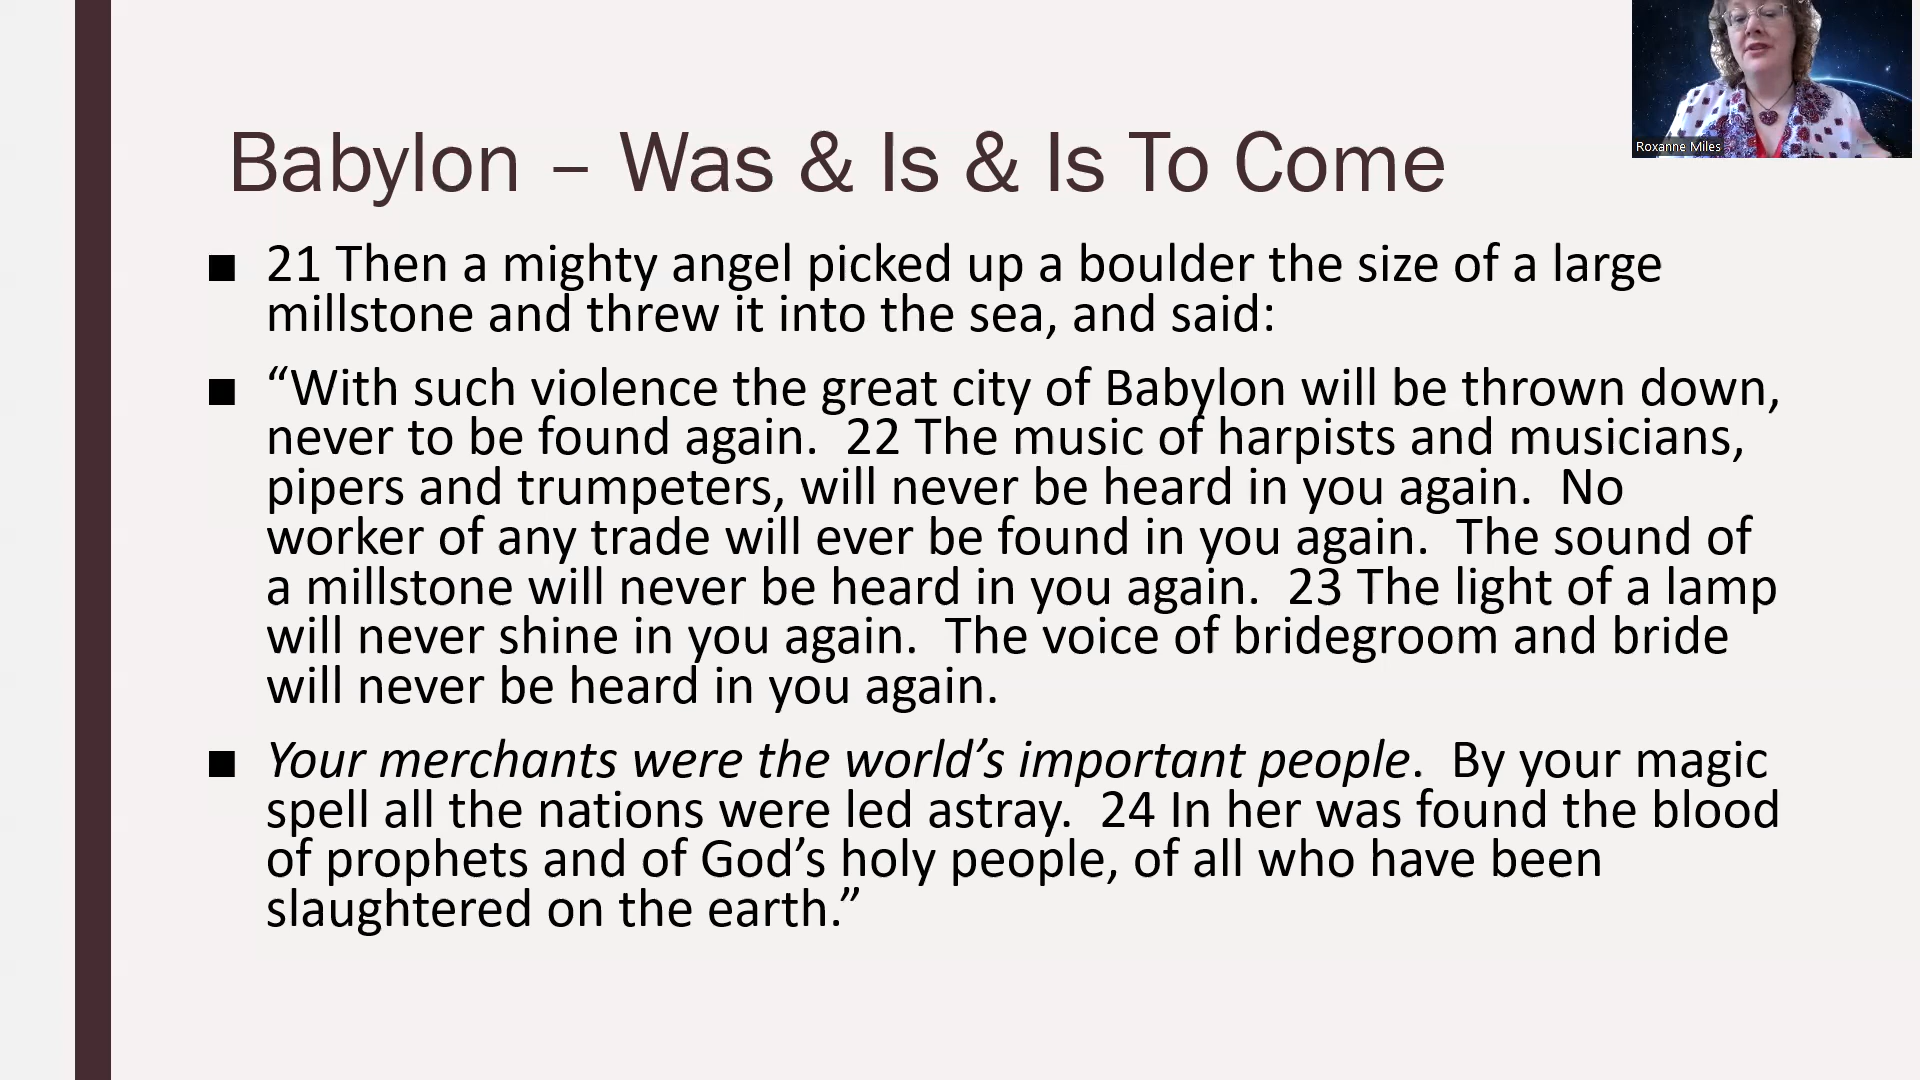 Roxanne Miles
Babylon – Was & Is & Is To Come
■ 21 Then a mighty angel picked up a boulder the size of a large
millstone and threw it into the sea, and said:
■ “With such violence the great city of Babylon will be thrown down,
never to be found again.  22 The music of harpists and musicians,
pipers and trumpeters, will never be heard in you again.  No
worker of any trade will ever be found in you again.  The sound of
a millstone will never be heard in you again.  23 The light of a lamp
will never shine in you again.  The voice of bridegroom and bride
will never be heard in you again.
■ Your merchants were the world’s important people.  By your magic
spell all the nations were led astray.  24 In her was found the blood
of prophets and of God’s holy people, of all who have been
slaughtered on the earth.”